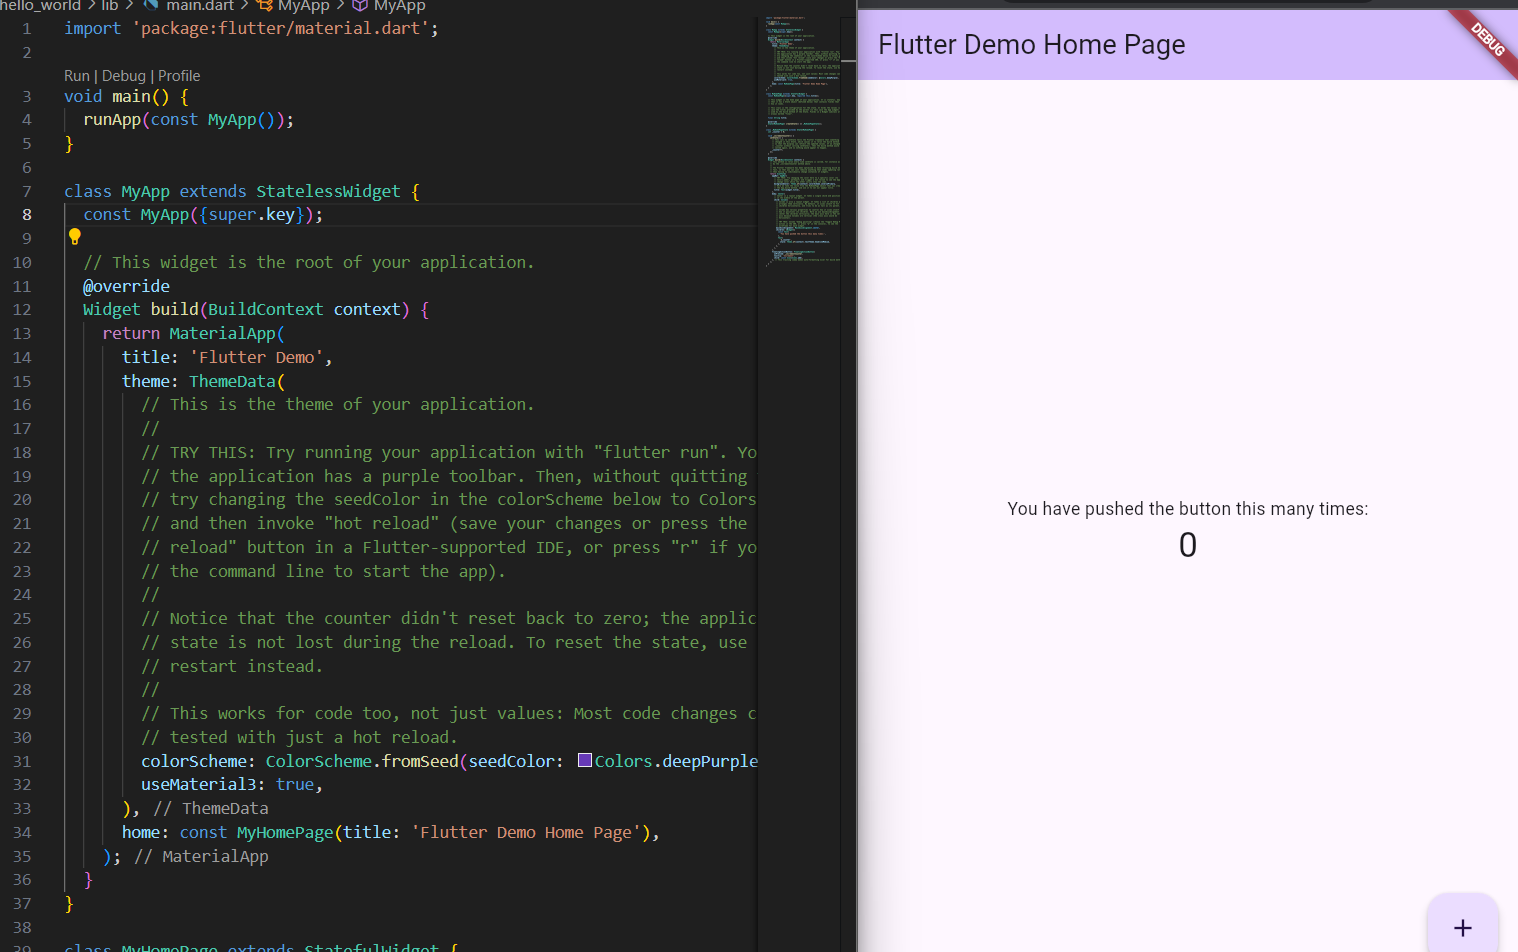 hello_world > lib > main.dart > MyApp > MyApp
1 import 'package:flutter/material.dart';
2
Run | Debug | Profile
3 void main() {
4 runApp(const MyApp());
5 }
6
7 class MyApp extends StatelessWidget {
8 const MyApp({super.key});
9
10 // This widget is the root of your application.
11 @override
12 Widget build(BuildContext context) {
13 return MaterialApp(
14 title: 'Flutter Demo',
15 theme: ThemeData(
16 // This is the theme of your application.
17 //
18 // TRY THIS: Try running your application with "flutter run". Yo
19 // the application has a purple toolbar. Then, without quitting
20 // try changing the seedColor in the colorScheme below to Colors
21 // and then invoke "hot reload" (save your changes or press the
22 // reload" button in a Flutter-supported IDE, or press "r" if yo
23 // the command line to start the app).
24 //
25 // Notice that the counter didn't reset back to zero; the applic
26 // state is not lost during the reload. To reset the state, use
27 // restart instead.
28 //
29 // This works for code too, not just values: Most code changes c
30 // tested with just a hot reload.
31 colorScheme: ColorScheme.fromSeed(seedColor: Colors.deepPurple
32 useMaterial3: true,
33 ), // ThemeData
34 home: const MyHomePage(title: 'Flutter Demo Home Page'),
35 ); // MaterialApp
36 }
37 }
38
39 class MyHomePage extends StatefulWidget {
Flutter Demo Home Page
DEBUG
You have pushed the button this many times:
0
+